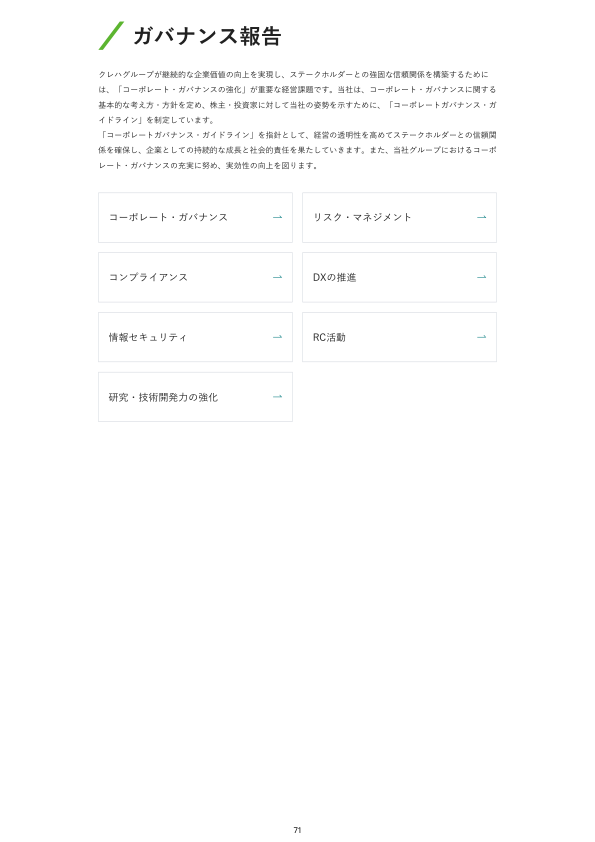 ガバナンス報告
クレハグループが継続的な企業価値の向上を実現し、ステークホルダーとの強固な信頼関係を構築するために
は、「コーポレート・ガバナンスの強化」が重要な経営課題です。当社は、コーポレート・ガバナンスに関する
基本的な考え方・方針を定め、株主・投資家に対して当社の姿勢を示すために、「コーポレートガバナンス・ガ
イドライン」を制定しています。
「コーポレートガバナンス・ガイドライン」を指針として、経営の透明性を高めてステークホルダーとの信頼関
係を確保し、企業としての持続的な成長と社会的責任を果たしていきます。また、当社グループにおけるコーポ
レート・ガバナンスの充実に努め、実効性の向上を図ります。
コーポレート・ガバナンス
リスク・マネジメント
コンプライアンス
DXの推進
情報セキュリティ
RC活動
研究・技術開発力の強化
71